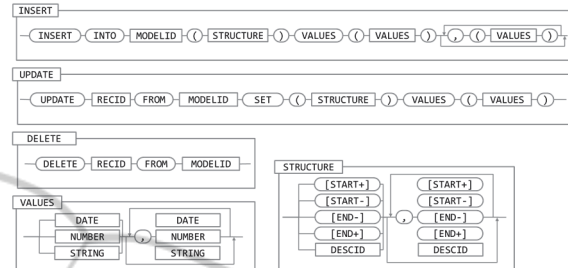 INSERT
INSERT INTO MODELID ( STRUCTURE ) VALUES ( VALUES ) , ( VALUES )
UPDATE
UPDATE RECID FROM MODELID SET ( STRUCTURE ) VALUES ( VALUES )
DELETE
DELETE RECID FROM MODELID
VALUES
DATE DATE
NUMBER , NUMBER
STRING STRING
STRUCTURE
[START+] [START+]
[START-] [START-]
[END-] , [END-]
[END+] [END+]
DESCID DESCID